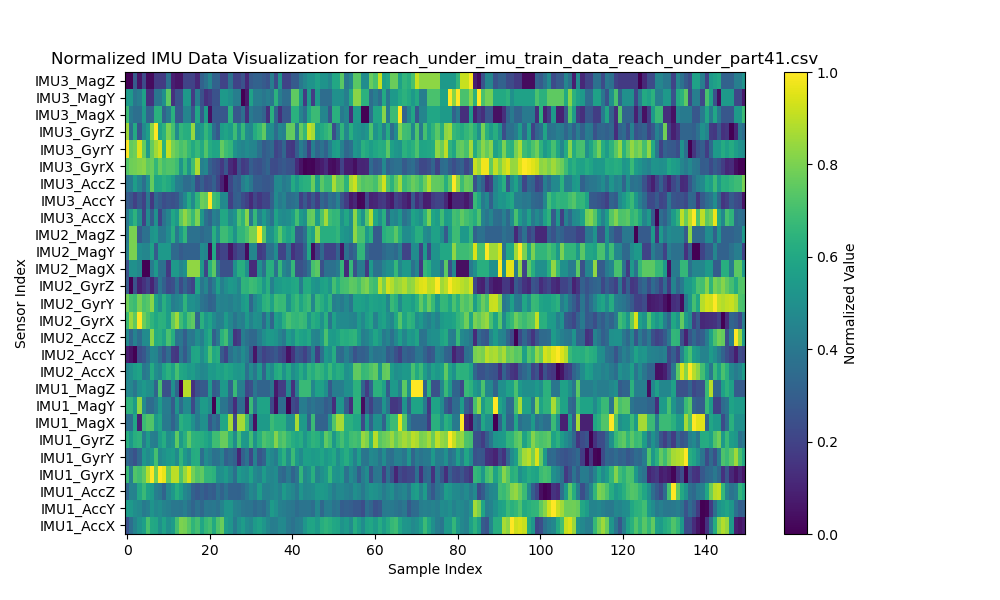 Normalized IMU Data Visualization for reach_under_imu_train_data_reach_under_part41.csv
IMU3_MagZ
IMU3_MagY
IMU3_MagX
IMU3_GyrZ
IMU3_GyrY
IMU3_GyrX
IMU3_AccZ
IMU3_AccY
IMU3_AccX
IMU2_MagZ
IMU2_MagY
IMU2_MagX
IMU2_GyrZ
IMU2_GyrY
IMU2_GyrX
IMU2_AccZ
IMU2_AccY
IMU2_AccX
IMU1_MagZ
IMU1_MagY
IMU1_MagX
IMU1_GyrZ
IMU1_GyrY
IMU1_GyrX
IMU1_AccZ
IMU1_AccY
IMU1_AccX
Sensor Index
0 20 40 60 80 100 120 140
Sample Index
1.0
0.8
0.6
0.4
0.2
0.0
Normalized Value